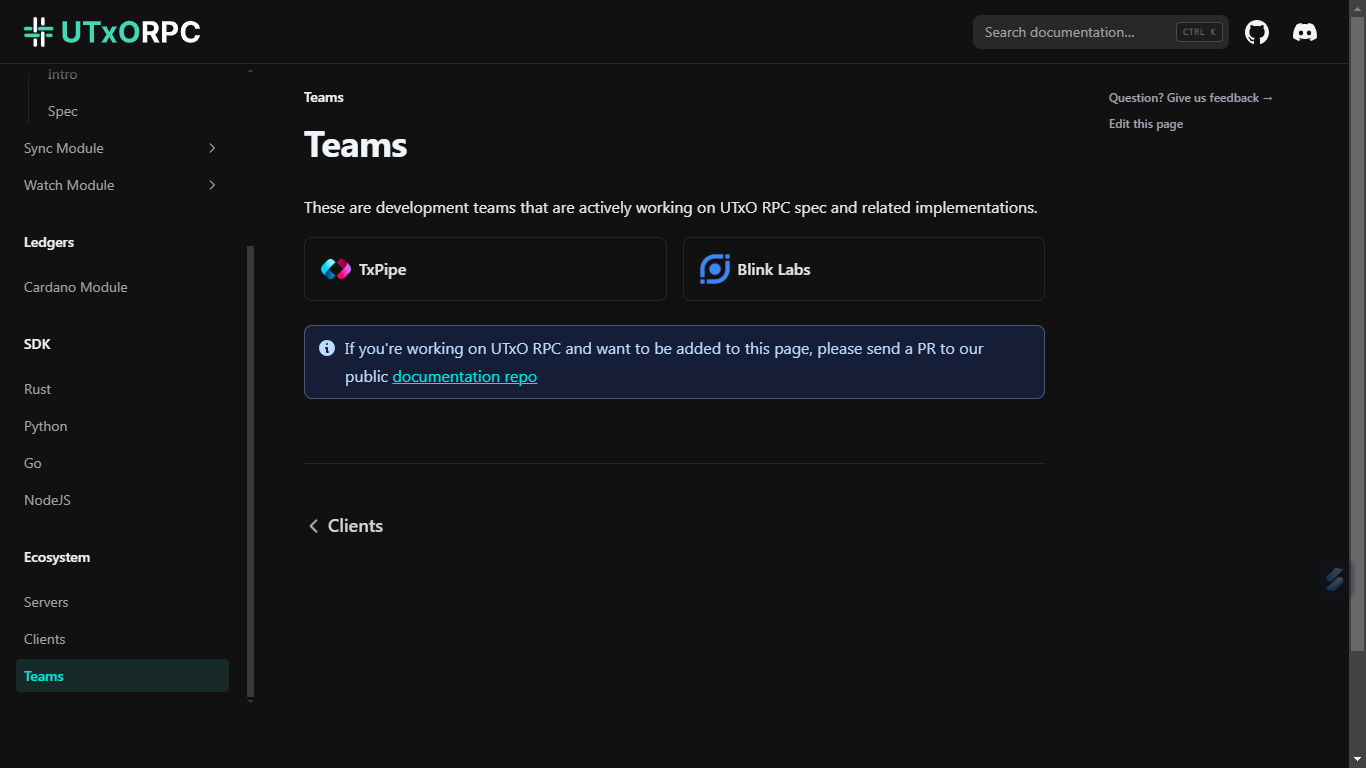 UTxORPC
Search documentation...
CTRL K
Intro
Spec
Sync Module
Watch Module
Ledgers
Cardano Module
SDK
Rust
Python
Go
NodeJS
Ecosystem
Servers
Clients
Teams
Teams
Teams
These are development teams that are actively working on UTxO RPC spec and related implementations.
TxPipe
Blink Labs
If you're working on UTxO RPC and want to be added to this page, please send a PR to our
public documentation repo
Clients
Question? Give us feedback →
Edit this page